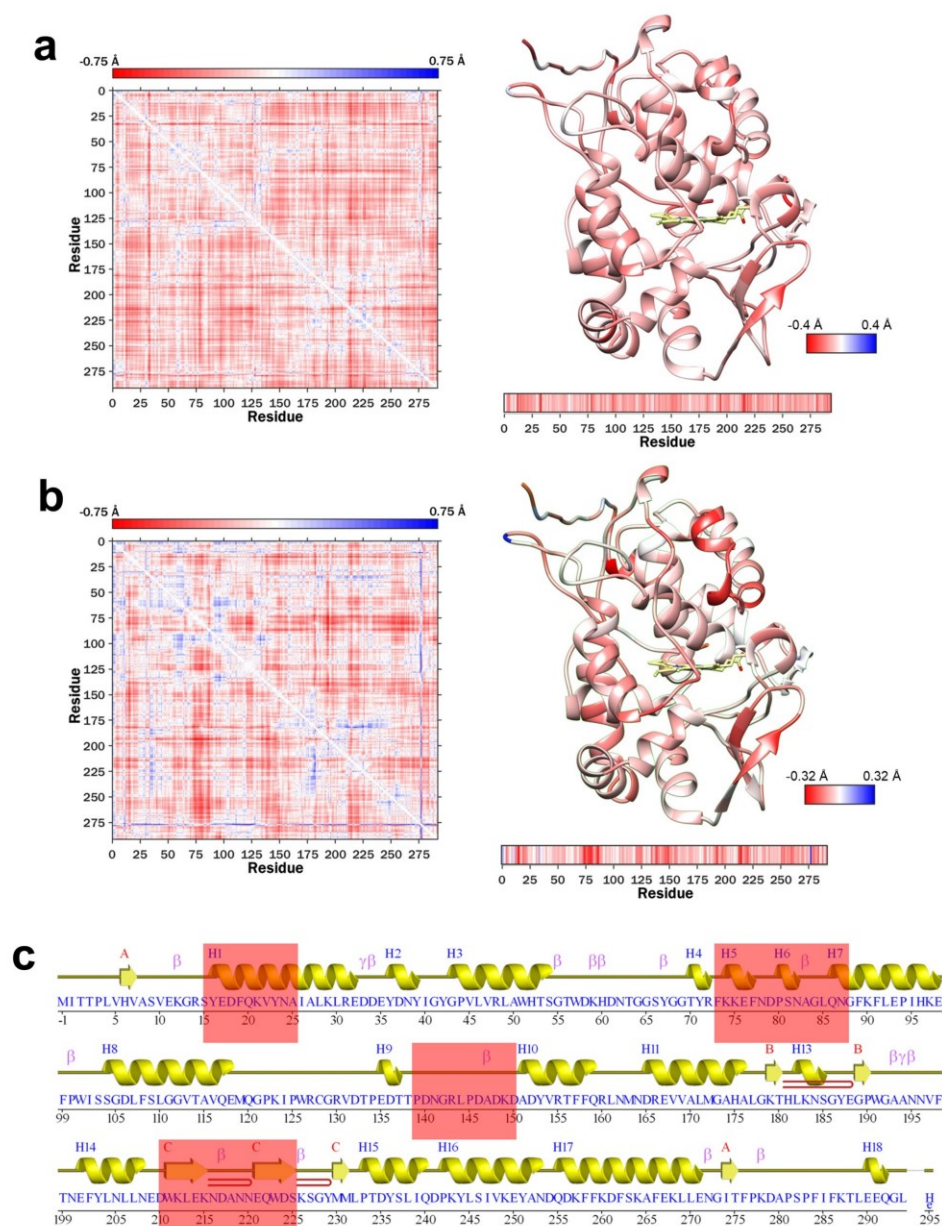 a
-0.75 Å 0.75 Å
0
25
50
75
100
125
150
175
200
225
250
275
Residue
0 25 50 75 100 125 150 175 200 225 250 275
Residue
-0.4 Å 0.4 Å
0 25 50 75 100 125 150 175 200 225 250 275
Residue
b
-0.75 Å 0.75 Å
0
25
50
75
100
125
150
175
200
225
250
275
Residue
0 25 50 75 100 125 150 175 200 225 250 275
Residue
-0.32 Å 0.32 Å
0 25 50 75 100 125 150 175 200 225 250 275
Residue
c
A β H1 γβ H2 H3 β ββ β H4 H5 H6 β H7
MITTPLVHVASVEKGRSYEDFQKVYNAIALKLREDDEYDNYIGYGPVLVRLAWHTSGTWDKHDNTGGSYGGTYRFKKEFNDPSNAGLQNGFKFLEPIHKE
-1 5 10 15 20 25 30 35 40 45 50 55 60 65 70 75 80 85 90 95
β H8 H9 β H10 H11 B H13 B βγβ
FPWISSGDLFSLGGVTAVQEMQGPKIPWRCGRVDTPEDTTPDNGRLPDADKDADYVRTFFQRLNMNDREVVALMGAHALGKTHLKNSGYEGPWGAANNVF
99 105 110 115 120 125 130 135 140 145 150 155 160 165 170 175 180 185 190 195
H14 C β C β C H15 H16 H17 β A β H18
TNEFYLNLLNEDWKLEKNDANNEQWDSKSGYMMLPTDYSLIQDPKYLSIVKEYANDQDKFFKDFSKAFEKLLENGITFPKDAPSPFIFKTLEEQGL
199 205 210 215 220 225 230 235 240 245 250 255 260 265 270 275 280 285 290 295